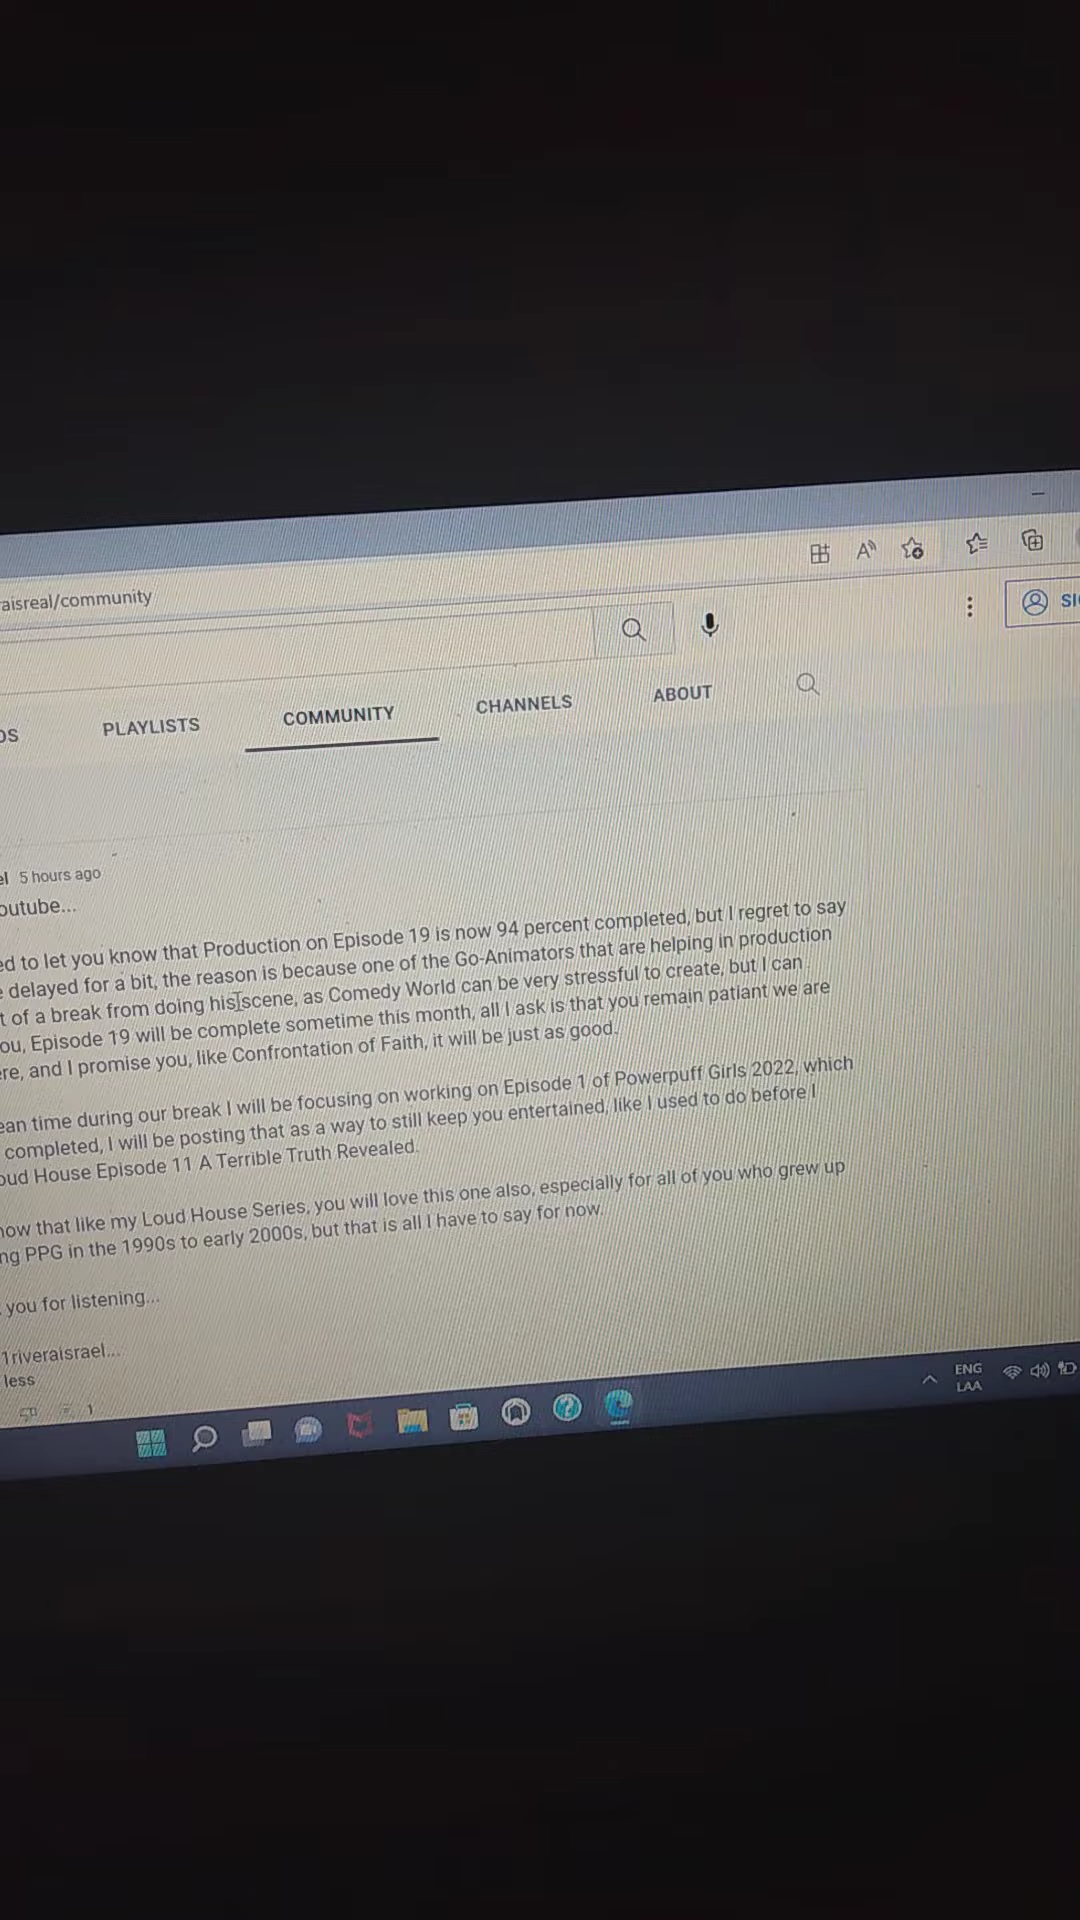 aisreal/community
SI
PLAYLISTS COMMUNITY CHANNELS ABOUT
5 hours ago
outube...
ed to let you know that Production on Episode 19 is now 94 percent completed, but I regret to say
e delayed for a bit, the reason is because one of the Go-Animators that are helping in production
t of a break from doing his scene, as Comedy World can be very stressful to create, but I can
ou, Episode 19 will be complete sometime this month, all I ask is that you remain patiant we are
re, and I promise you, like Confrontation of Faith, it will be just as good.
ean time during our break I will be focusing on working on Episode 1 of Powerpuff Girls 2022, which
completed, I will be posting that as a way to still keep you entertained, like I used to do before I
oud House Episode 11 A Terrible Truth Revealed.
now that like my Loud House Series, you will love this one also, especially for all of you who grew up
ng PPG in the 1990s to early 2000s, but that is all I have to say for now.
you for listening...
1riveraisrael...
less
1
ENG
LAA